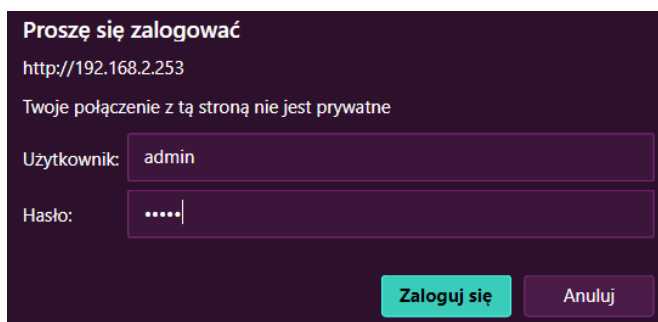 Proszę się zalogować
http://192.168.2.253
Twoje połączenie z tą stroną nie jest prywatne
Użytkownik: admin
Hasło: •••••
Zaloguj się Anuluj